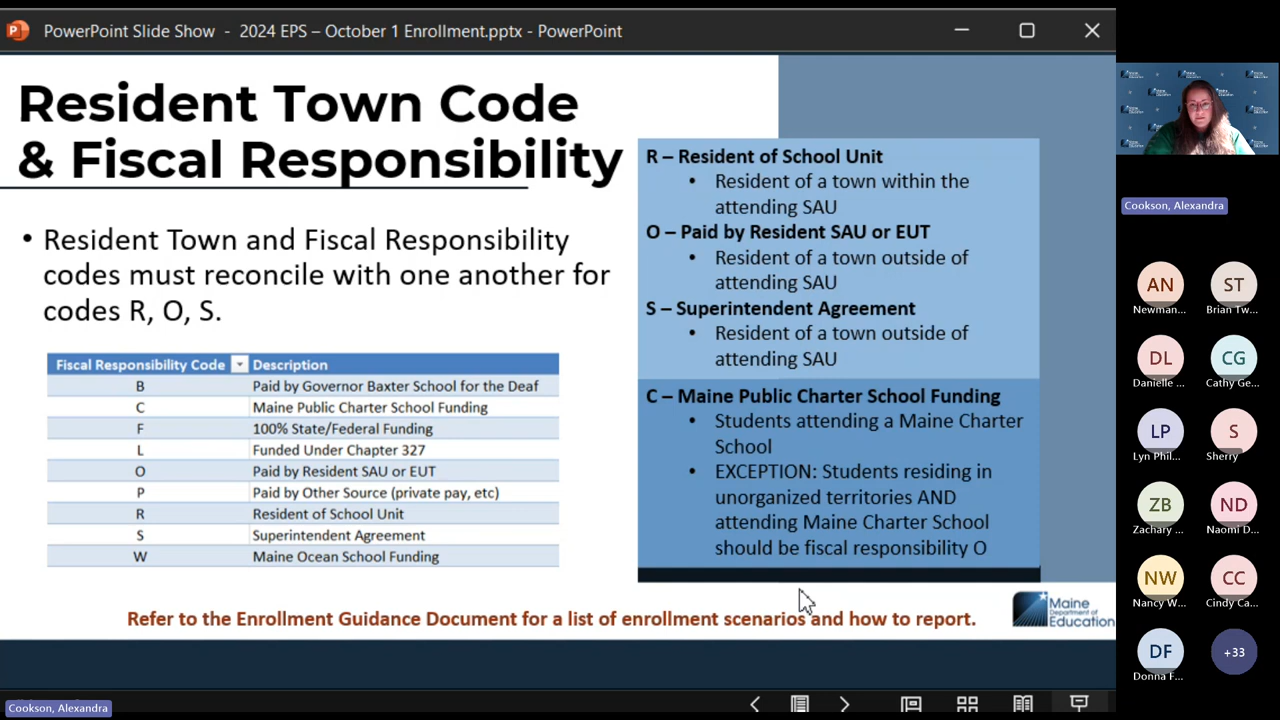 PowerPoint Slide Show - 2024 EPS – October 1 Enrollment.pptx - PowerPoint
Resident Town Code
& Fiscal Responsibility
• Resident Town and Fiscal Responsibility
codes must reconcile with one another for
codes R, O, S.
Fiscal Responsibility Code Description
B Paid by Governor Baxter School for the Deaf
C Maine Public Charter School Funding
F 100% State/Federal Funding
L Funded Under Chapter 327
O Paid by Resident SAU or EUT
P Paid by Other Source (private pay, etc)
R Resident of School Unit
S Superintendent Agreement
W Maine Ocean School Funding
R – Resident of School Unit
• Resident of a town within the
attending SAU
O – Paid by Resident SAU or EUT
• Resident of a town outside of
attending SAU
S – Superintendent Agreement
• Resident of a town outside of
attending SAU
C – Maine Public Charter School Funding
• Students attending a Maine Charter
School
• EXCEPTION: Students residing in
unorganized territories AND
attending Maine Charter School
should be fiscal responsibility O
Refer to the Enrollment Guidance Document for a list of enrollment scenarios and how to report.
Maine
Department of
Education
Cookson, Alexandra
Cookson, Alexandra
AN ST
Newman... Brian Tw...
DL CG
Danielle ... Cathy Ge...
LP S
Lyn Phil... Sherry
ZB ND
Zachary ... Naomi D...
NW CC
Nancy W... Cindy Ca...
DF +33
Donna F...